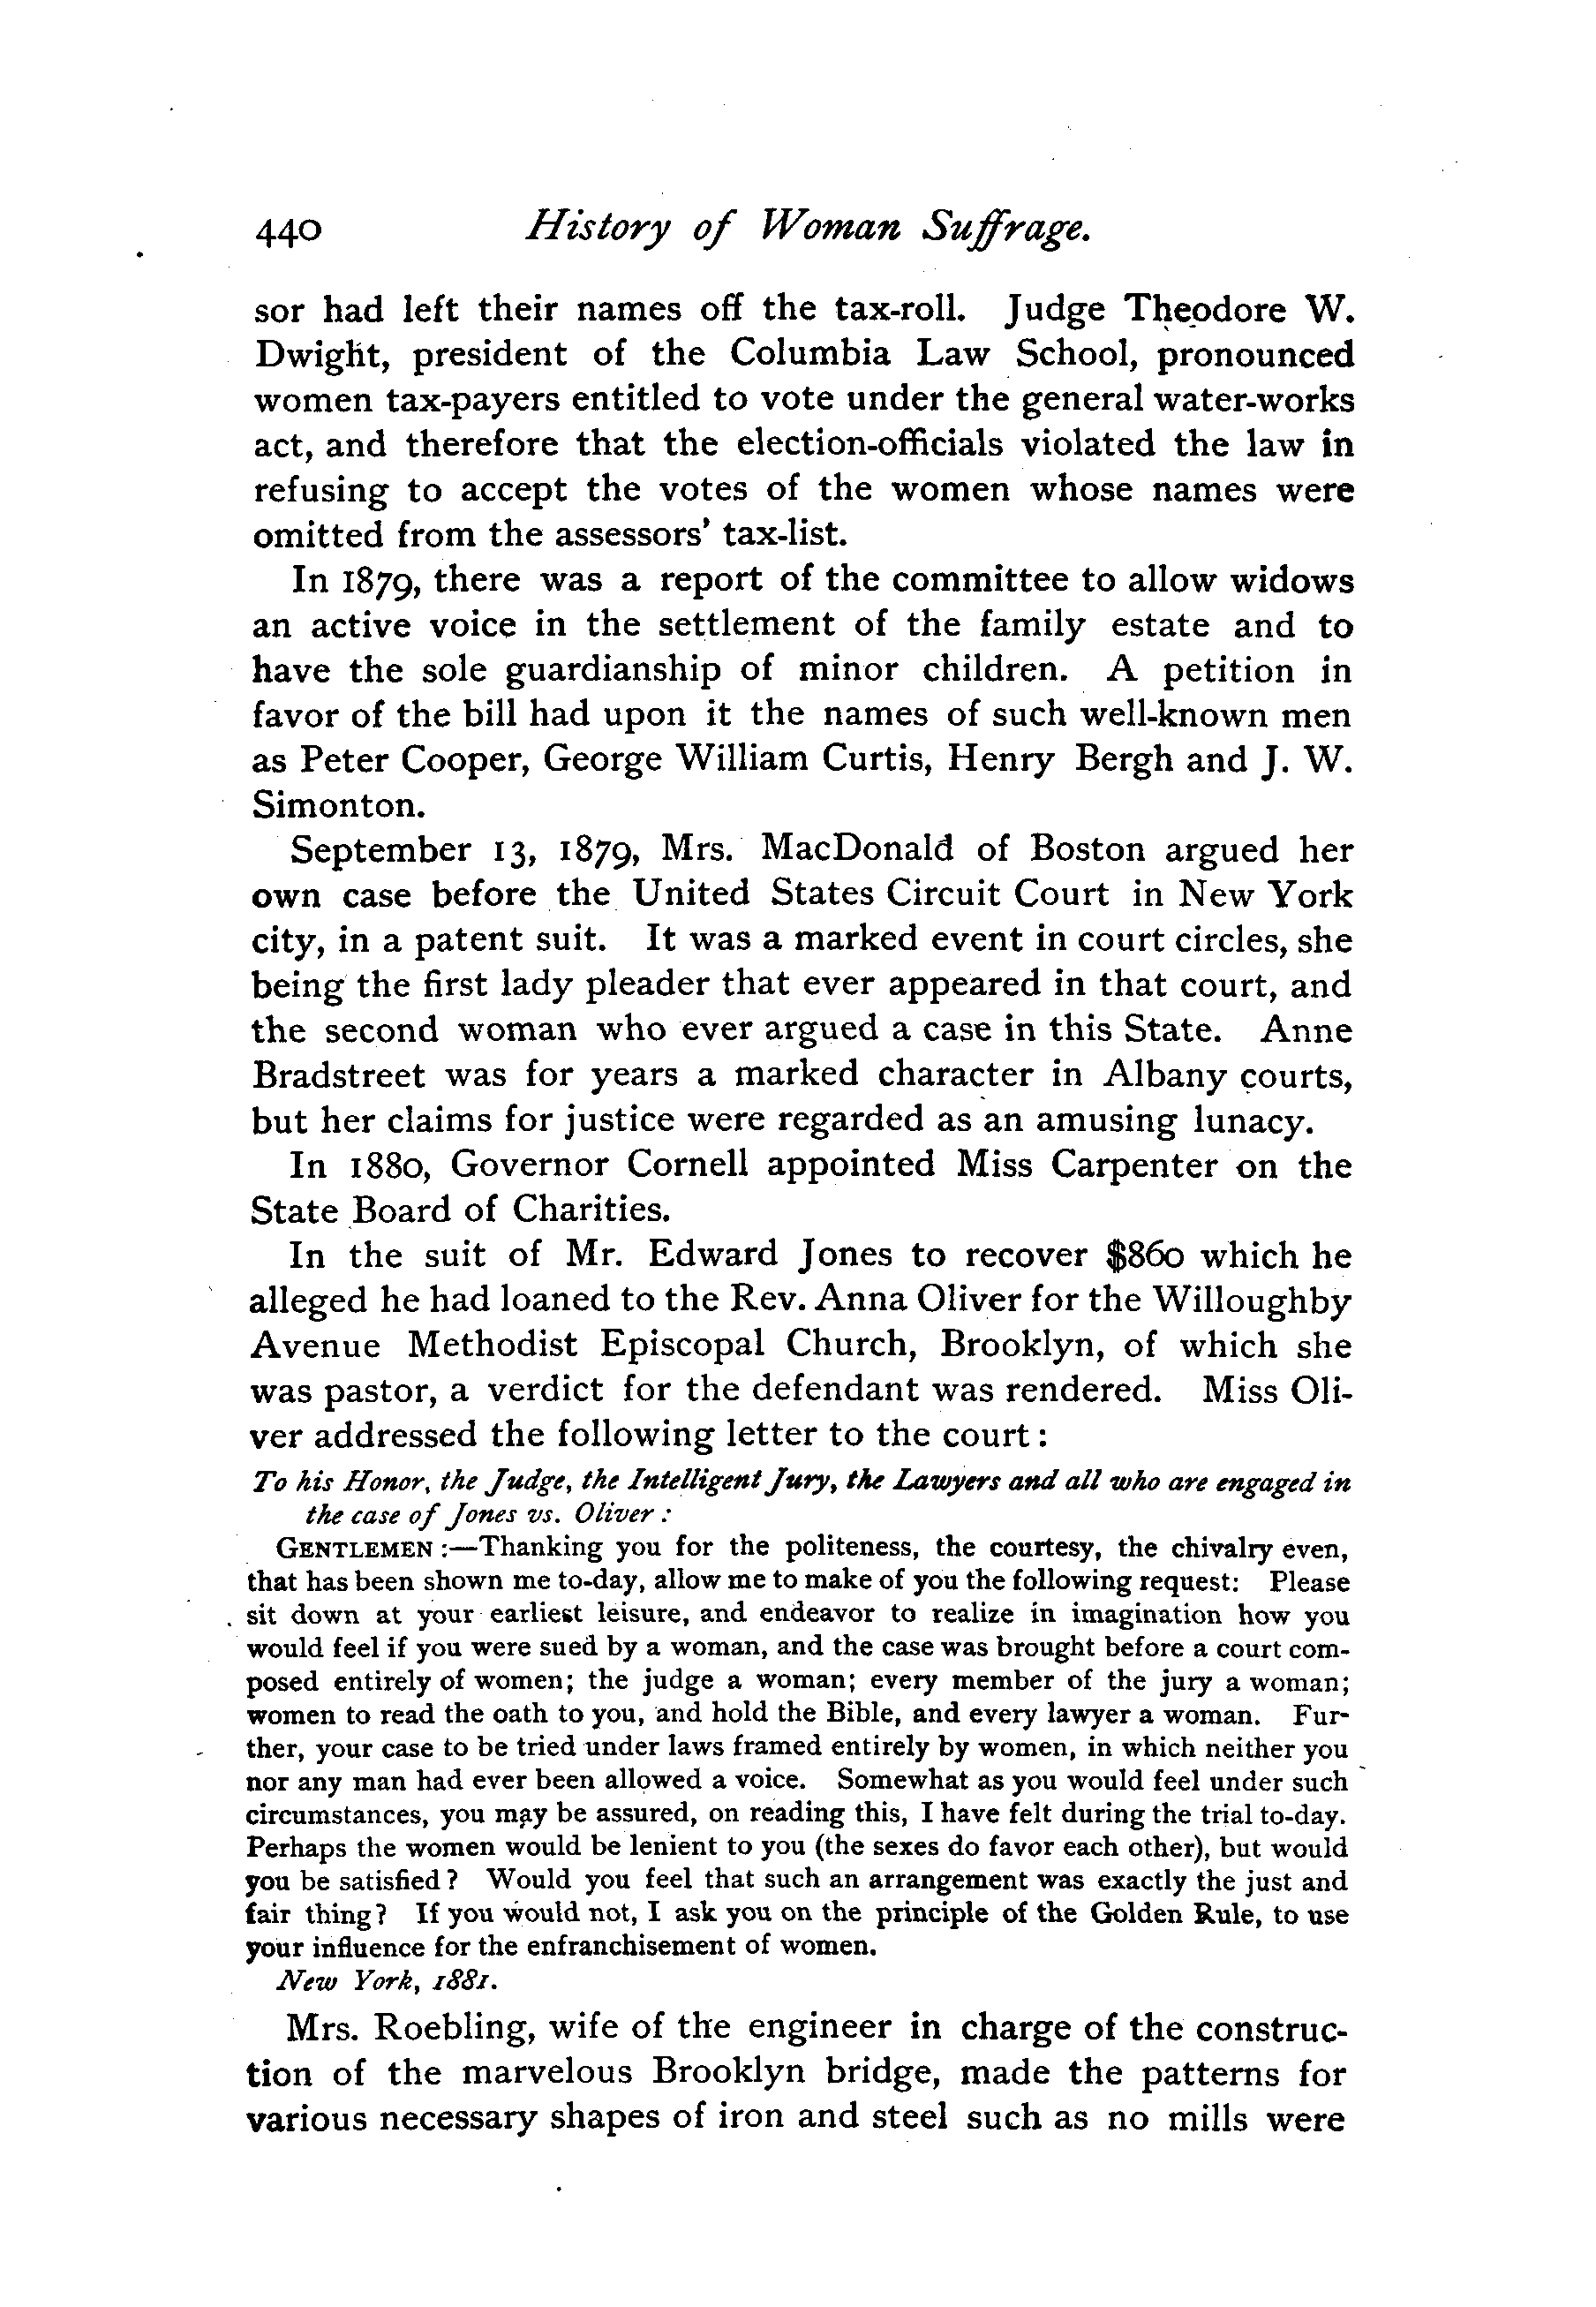 440 History of Woman Suffrage.
sor had left their names off the tax-roll. Judge Theodore W.
Dwight, president of the Columbia Law School, pronounced
women tax-payers entitled to vote under the general water-works
act, and therefore that the election-officials violated the law in
refusing to accept the votes of the women whose names were
omitted from the assessors' tax-list.
In 1879, there was a report of the committee to allow widows
an active voice in the settlement of the family estate and to
have the sole guardianship of minor children. A petition in
favor of the bill had upon it the names of such well-known men
as Peter Cooper, George William Curtis, Henry Bergh and J. W.
Simonton.
September 13, 1879, Mrs. MacDonald of Boston argued her
own case before the United States Circuit Court in New York
city, in a patent suit. It was a marked event in court circles, she
being the first lady pleader that ever appeared in that court, and
the second woman who ever argued a case in this State. Anne
Bradstreet was for years a marked character in Albany courts,
but her claims for justice were regarded as an amusing lunacy.
In 1880, Governor Cornell appointed Miss Carpenter on the
State Board of Charities.
In the suit of Mr. Edward Jones to recover $860 which he
alleged he had loaned to the Rev. Anna Oliver for the Willoughby
Avenue Methodist Episcopal Church, Brooklyn, of which she
was pastor, a verdict for the defendant was rendered. Miss Oli-
ver addressed the following letter to the court:
To his Honor, the Judge, the Intelligent Jury, the Lawyers and all who are engaged in
the case of Jones vs. Oliver:
GENTLEMEN:—Thanking you for the politeness, the courtesy, the chivalry even,
that has been shown me to-day, allow me to make of you the following request: Please
sit down at your earliest leisure, and endeavor to realize in imagination how you
would feel if you were sued by a woman, and the case was brought before a court com-
posed entirely of women; the judge a woman; every member of the jury a woman;
women to read the oath to you, and hold the Bible, and every lawyer a woman. Fur-
ther, your case to be tried under laws framed entirely by women, in which neither you
nor any man had ever been allowed a voice. Somewhat as you would feel under such
circumstances, you may be assured, on reading this, I have felt during the trial to-day.
Perhaps the women would be lenient to you (the sexes do favor each other), but would
you be satisfied? Would you feel that such an arrangement was exactly the just and
fair thing? If you would not, I ask you on the principle of the Golden Rule, to use
your influence for the enfranchisement of women.
New York, 1881.
Mrs. Roebling, wife of the engineer in charge of the construc-
tion of the marvelous Brooklyn bridge, made the patterns for
various necessary shapes of iron and steel such as no mills were